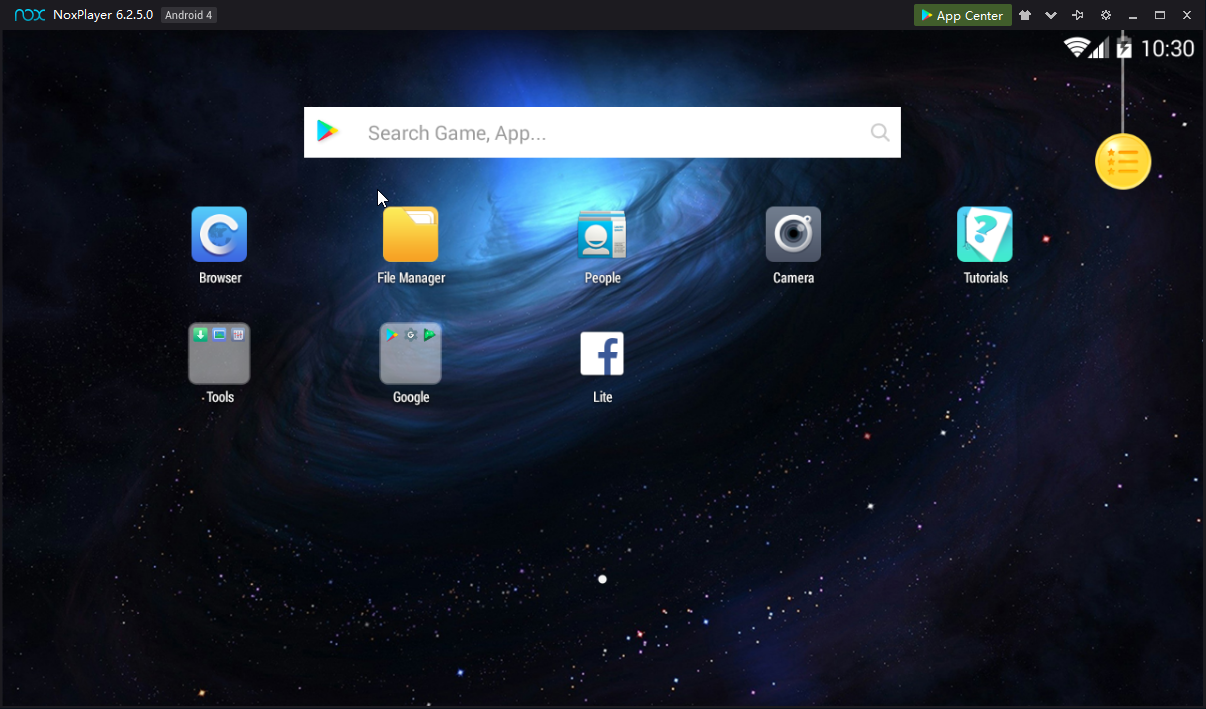 nox NoxPlayer 6.2.5.0 Android 4 App Center
10:30
Search Game, App...
Browser File Manager People Camera Tutorials
Tools Google Lite